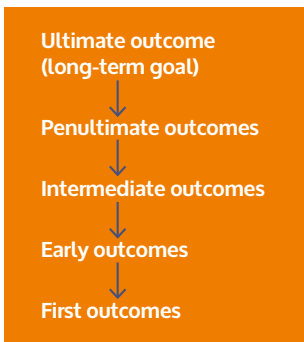 Ultimate outcome
(long-term goal)
Penultimate outcomes
Intermediate outcomes
Early outcomes
First outcomes